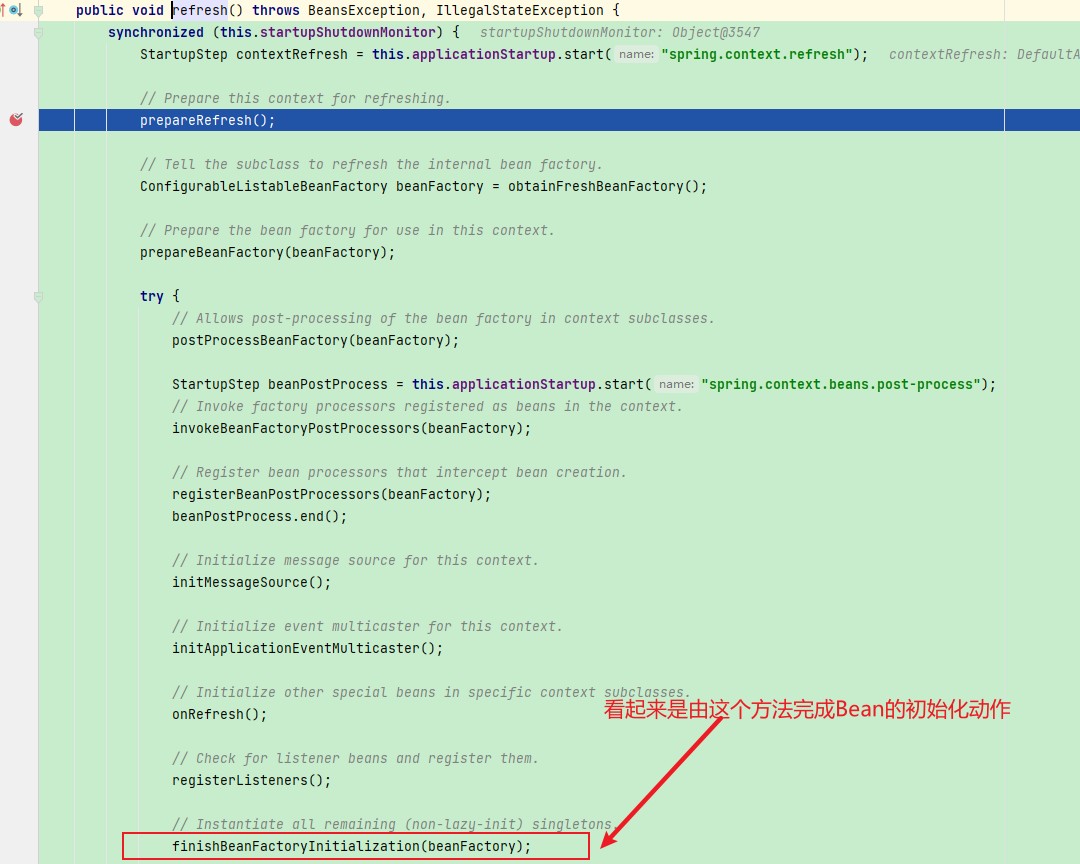 public void refresh() throws BeansException, IllegalStateException {
synchronized (this.startupShutdownMonitor) { startupShutdownMonitor: Object@3547
StartupStep contextRefresh = this.applicationStartup.start( name: "spring.context.refresh"); contextRefresh: DefaultA
// Prepare this context for refreshing.
prepareRefresh();
// Tell the subclass to refresh the internal bean factory.
ConfigurableListableBeanFactory beanFactory = obtainFreshBeanFactory();
// Prepare the bean factory for use in this context.
prepareBeanFactory(beanFactory);
try {
// Allows post-processing of the bean factory in context subclasses.
postProcessBeanFactory(beanFactory);
StartupStep beanPostProcess = this.applicationStartup.start( name: "spring.context.beans.post-process");
// Invoke factory processors registered as beans in the context.
invokeBeanFactoryPostProcessors(beanFactory);
// Register bean processors that intercept bean creation.
registerBeanPostProcessors(beanFactory);
beanPostProcess.end();
// Initialize message source for this context.
initMessageSource();
// Initialize event multicaster for this context.
initApplicationEventMulticaster();
// Initialize other special beans in specific context subclasses.
看起来是由这个方法完成Bean的初始化动作
onRefresh();
// Check for listener beans and register them.
registerListeners();
// Instantiate all remaining (non-lazy-init) singletons.
finishBeanFactoryInitialization(beanFactory);